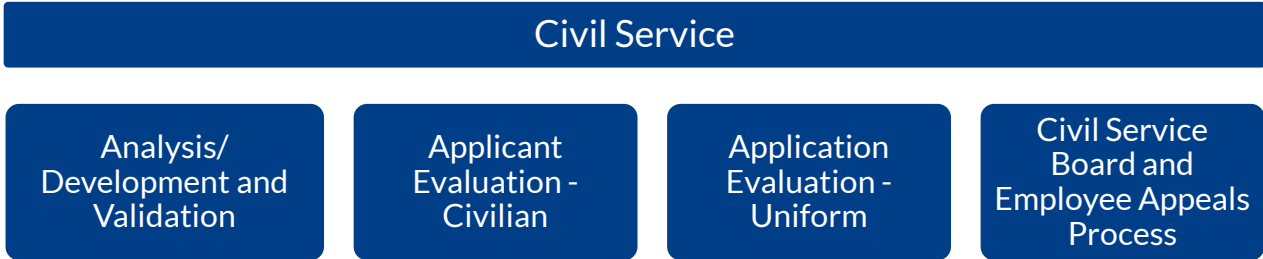 Civil Service
Analysis/
Development and
Validation
Applicant
Evaluation -
Civilian
Application
Evaluation -
Uniform
Civil Service
Board and
Employee Appeals
Process